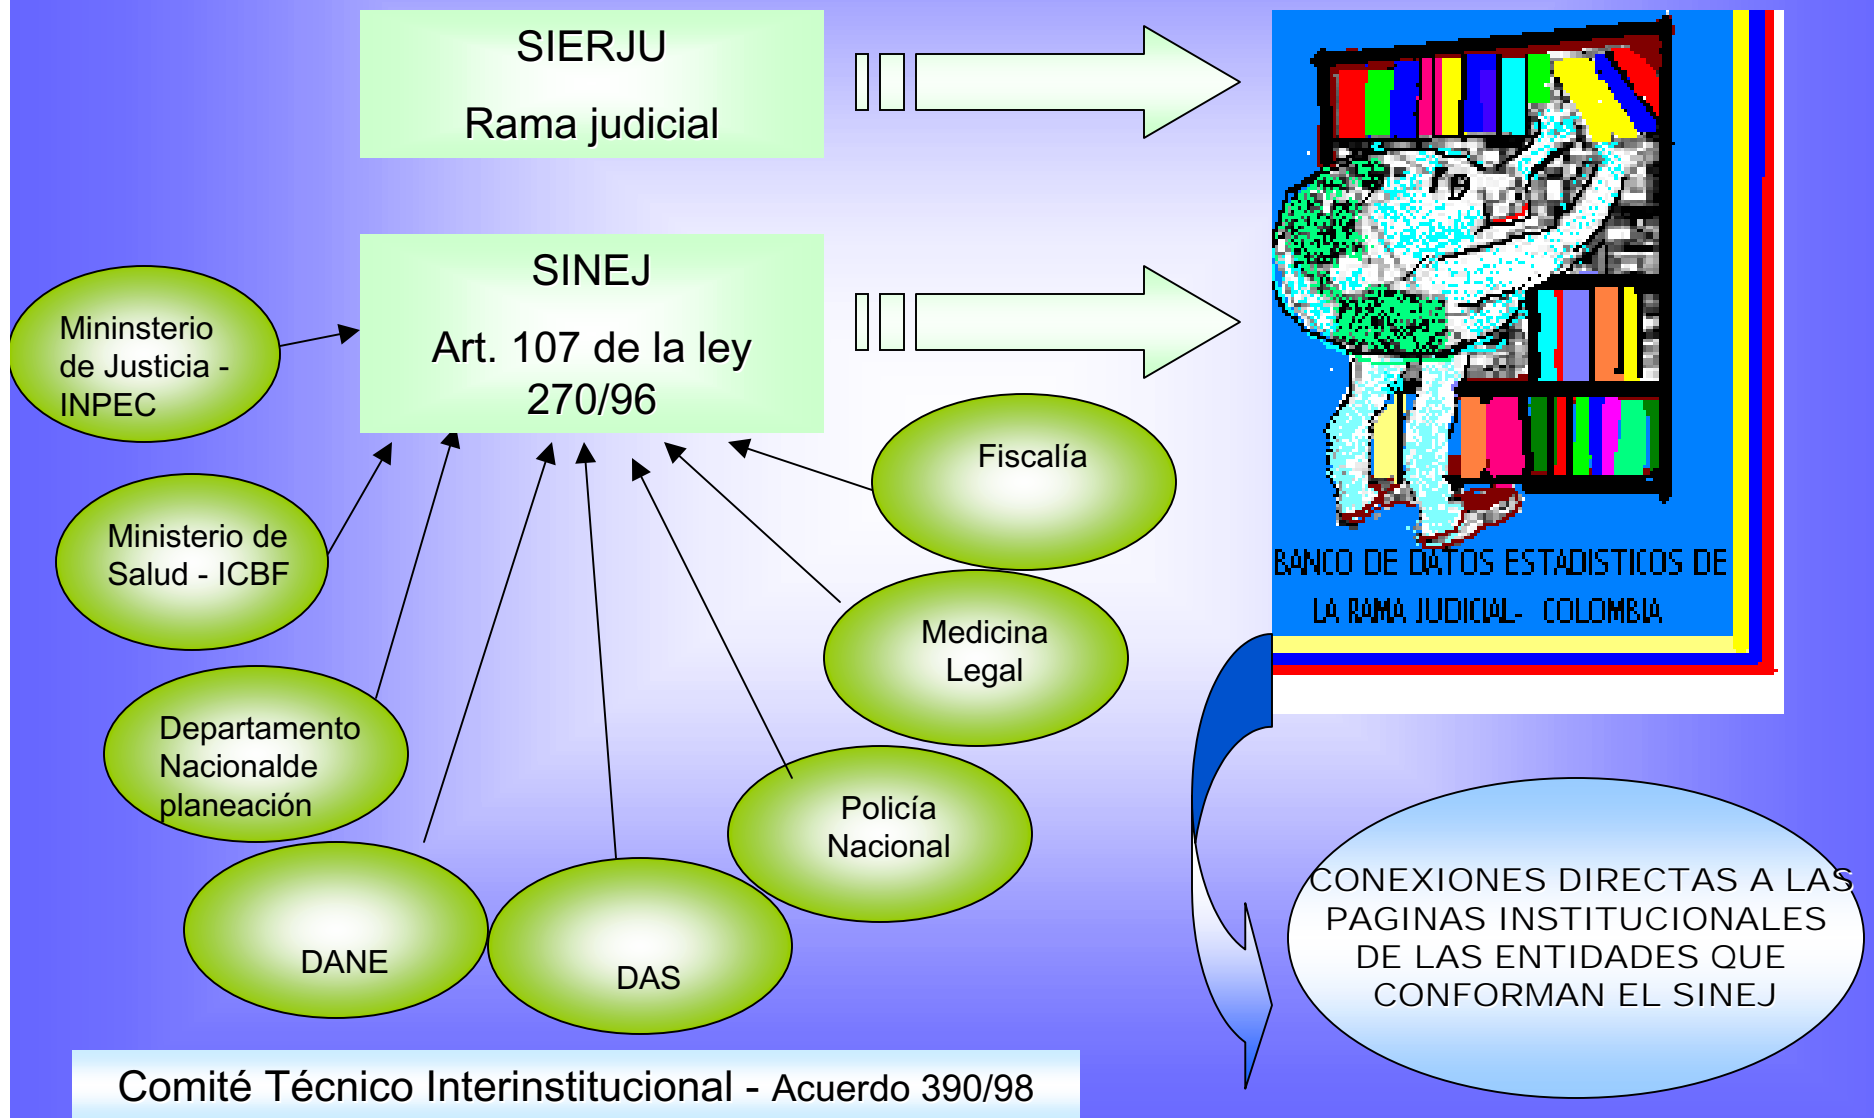 SIERJU
Rama judicial
SINEJ
Art. 107 de la ley
270/96
Mininsterio
de Justicia -
INPEC
Ministerio de
Salud - ICBF
Departamento
Nacionalde
planeación
DANE
DAS
Policía
Nacional
Medicina
Legal
Fiscalía
BANCO DE DATOS ESTADISTICOS DE
LA RAMA JUDICIAL- COLOMBIA
CONEXIONES DIRECTAS A LAS
PAGINAS INSTITUCIONALES
DE LAS ENTIDADES QUE
CONFORMAN EL SINEJ
Comité Técnico Interinstitucional - Acuerdo 390/98